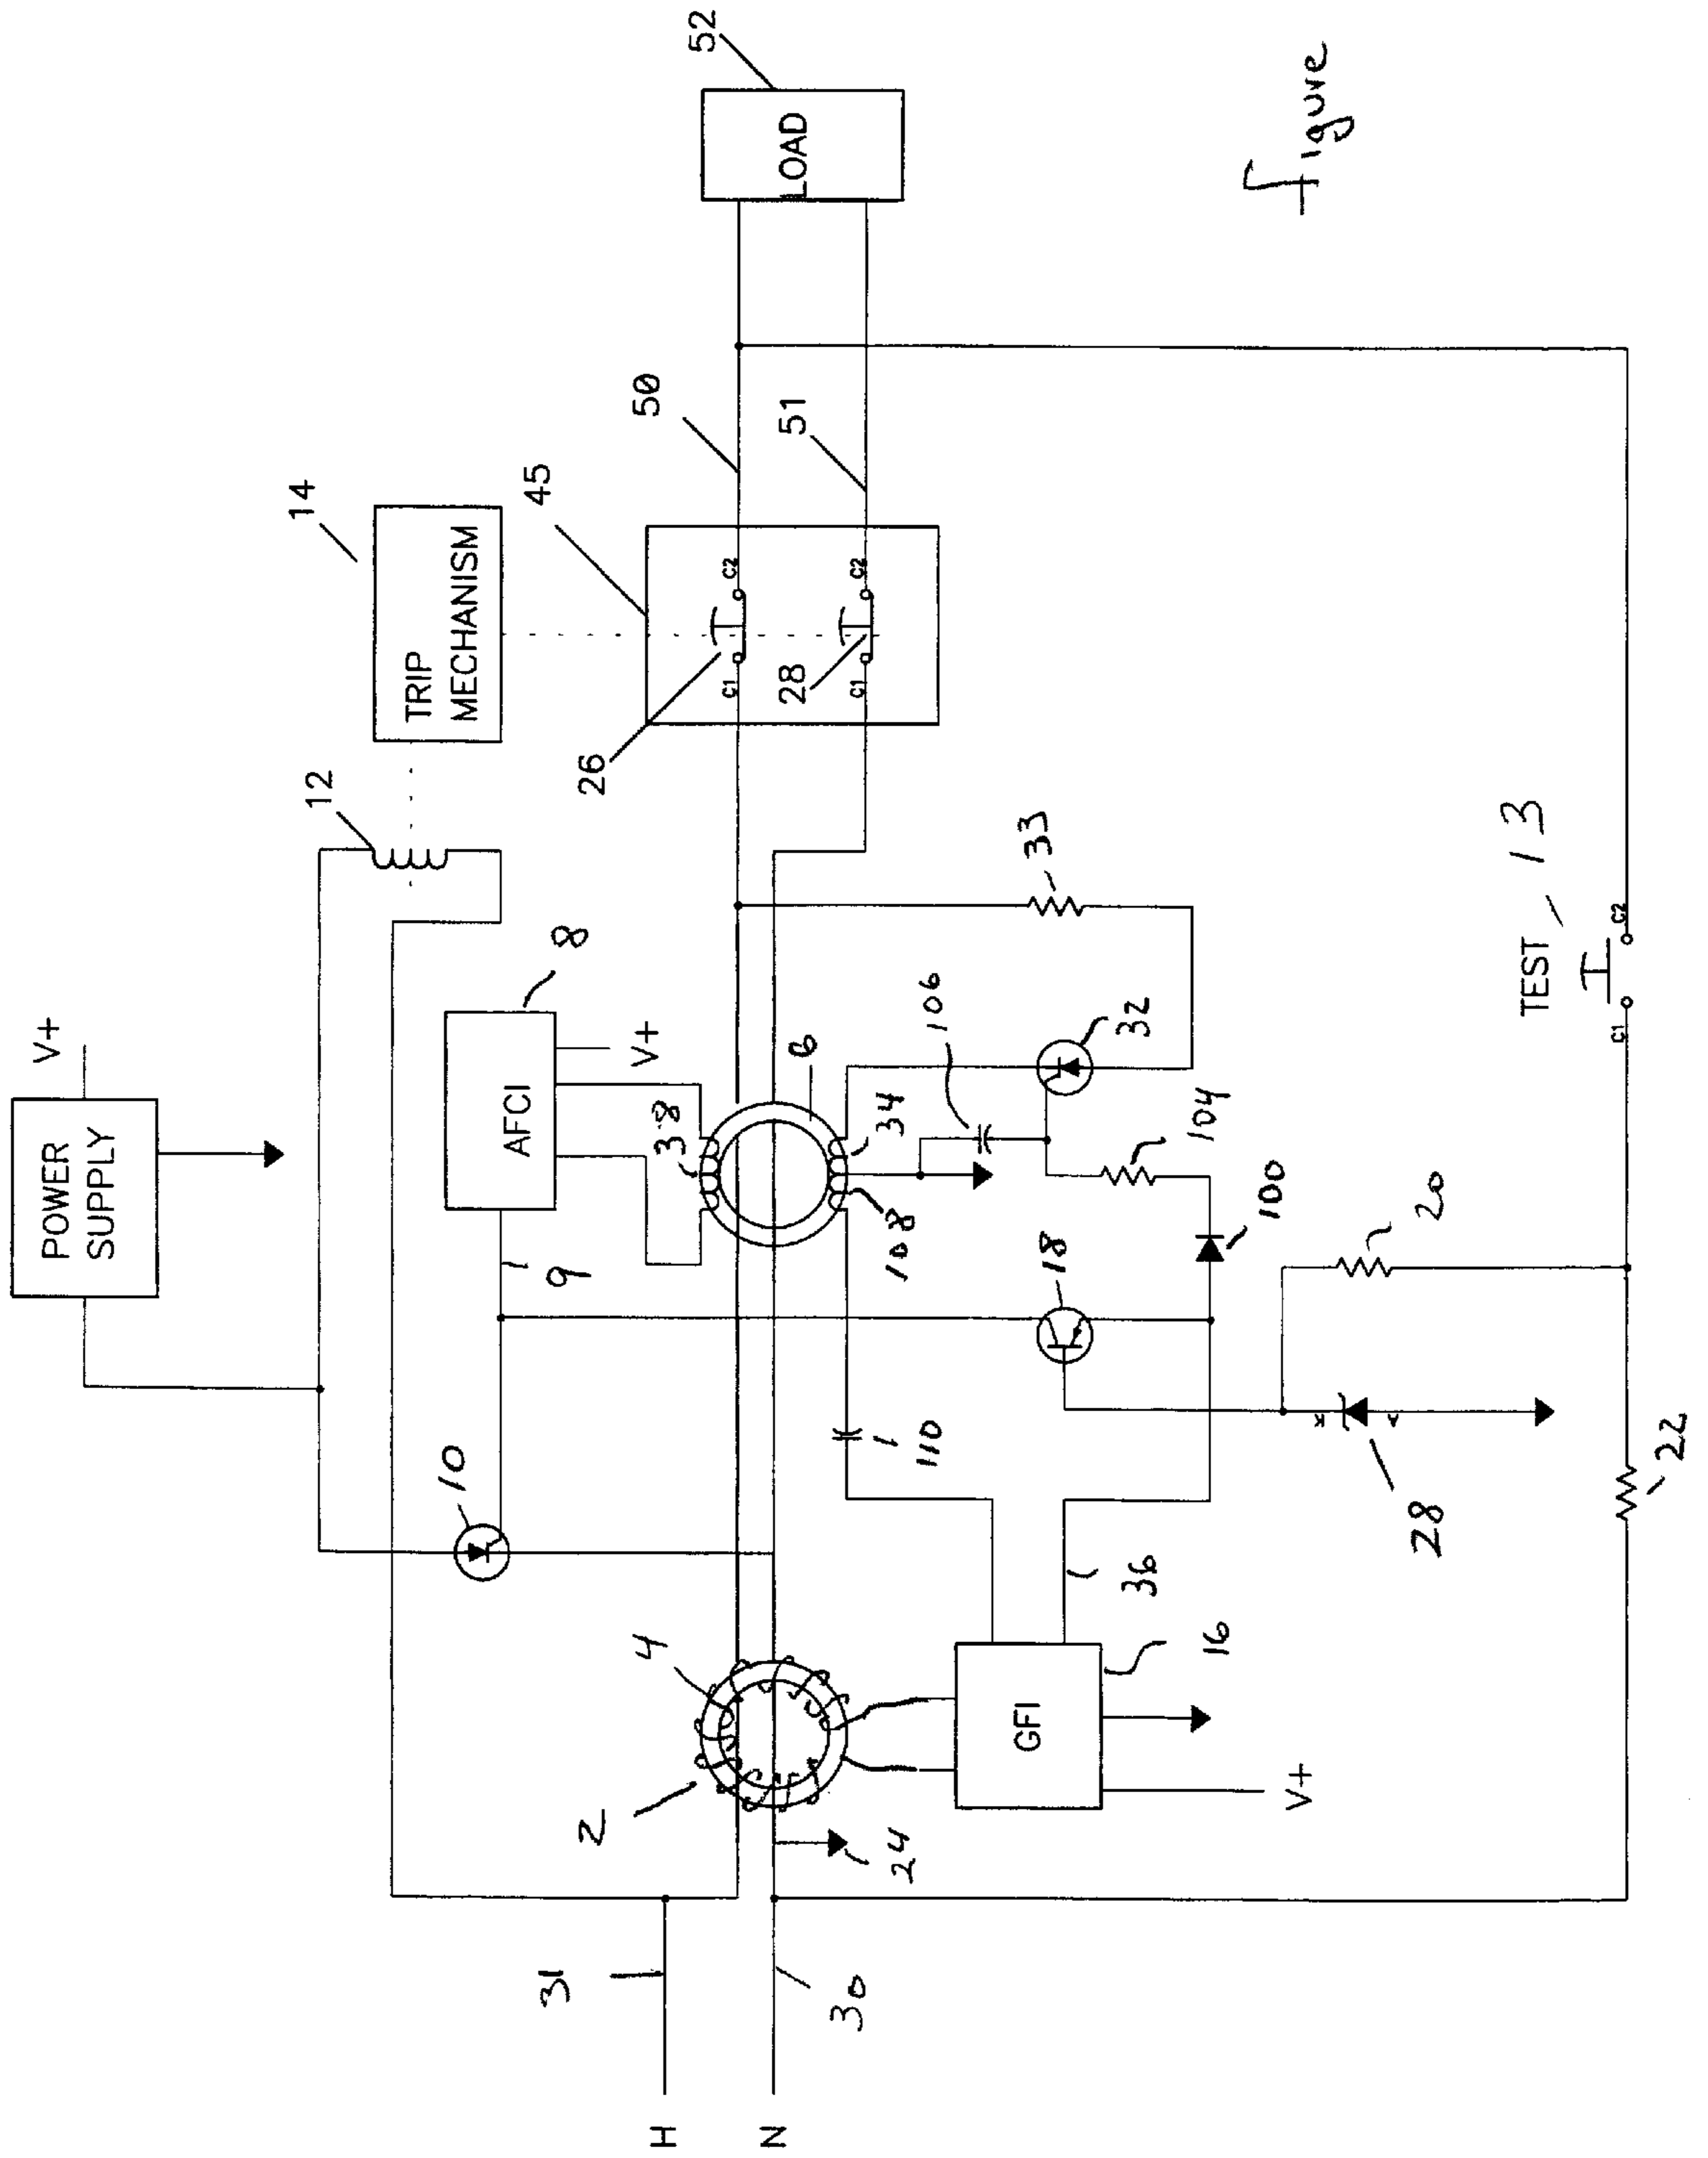 POWER
SUPPLY
V+
12
14
TRIP
MECHANISM
45
50
51
52
LOAD
10
AFCI
8
V+
9
26
C1
C2
28
C1
C2
38
6
34
108
106
33
32
104
100
18
110
4
2
24
31
30
H
N
GFI
16
36
V+
28
K
A
20
22
TEST
13
C1
C2
Figure